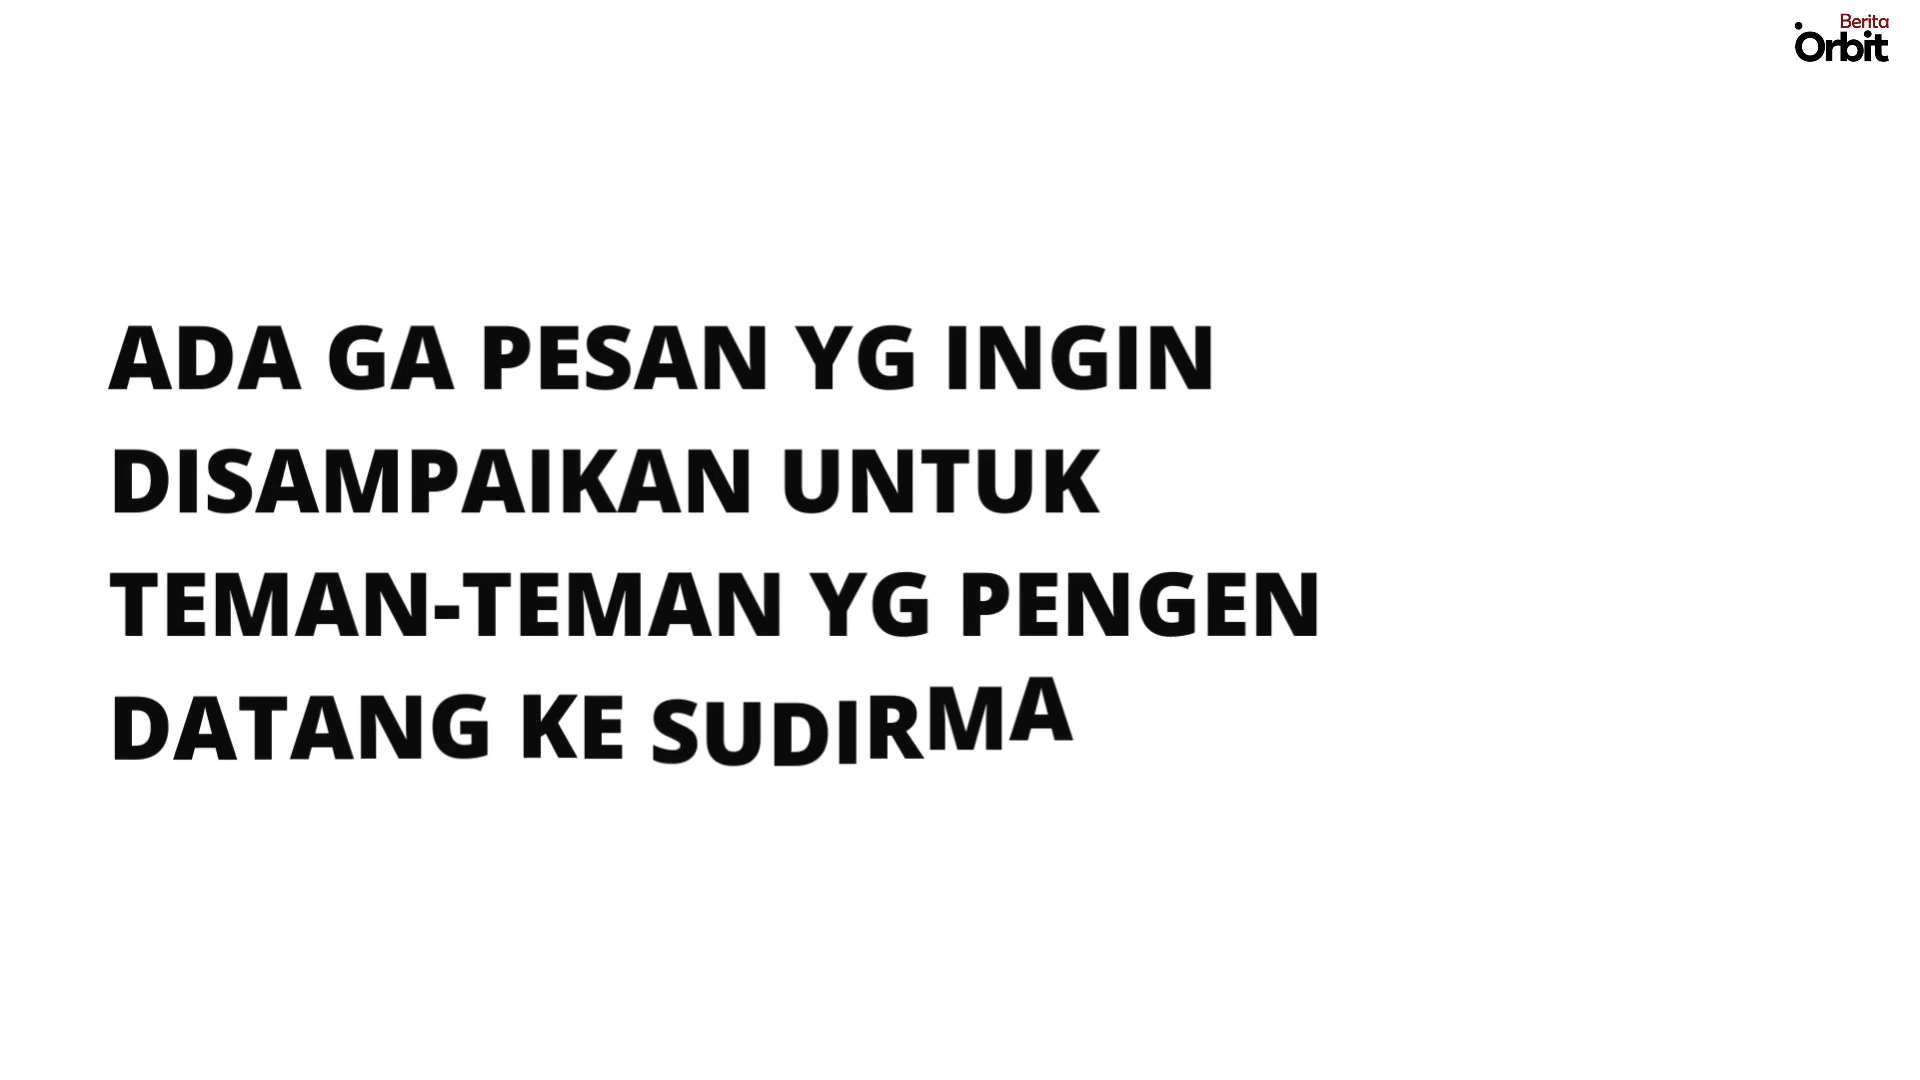 Berita
Orbit
ADA GA PESAN YG INGIN
DISAMPAIKAN UNTUK
TEMAN-TEMAN YG PENGEN
DATANG KE SUDIRMA